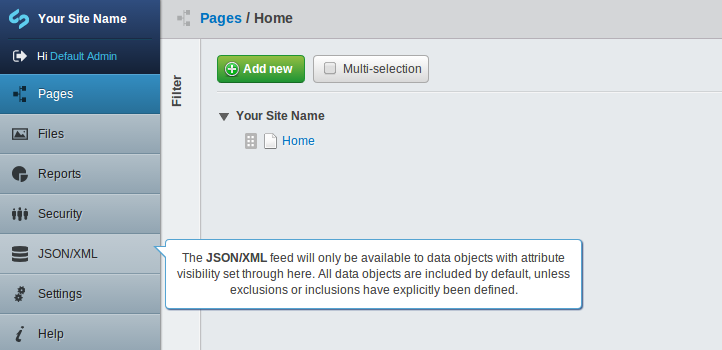 Your Site Name
Hi Default Admin
Pages
Files
Reports
Security
JSON/XML
Settings
Help
Pages / Home
Filter
Add new
Multi-selection
Your Site Name
Home
The JSON/XML feed will only be available to data objects with attribute
visibility set through here. All data objects are included by default, unless
exclusions or inclusions have explicitly been defined.